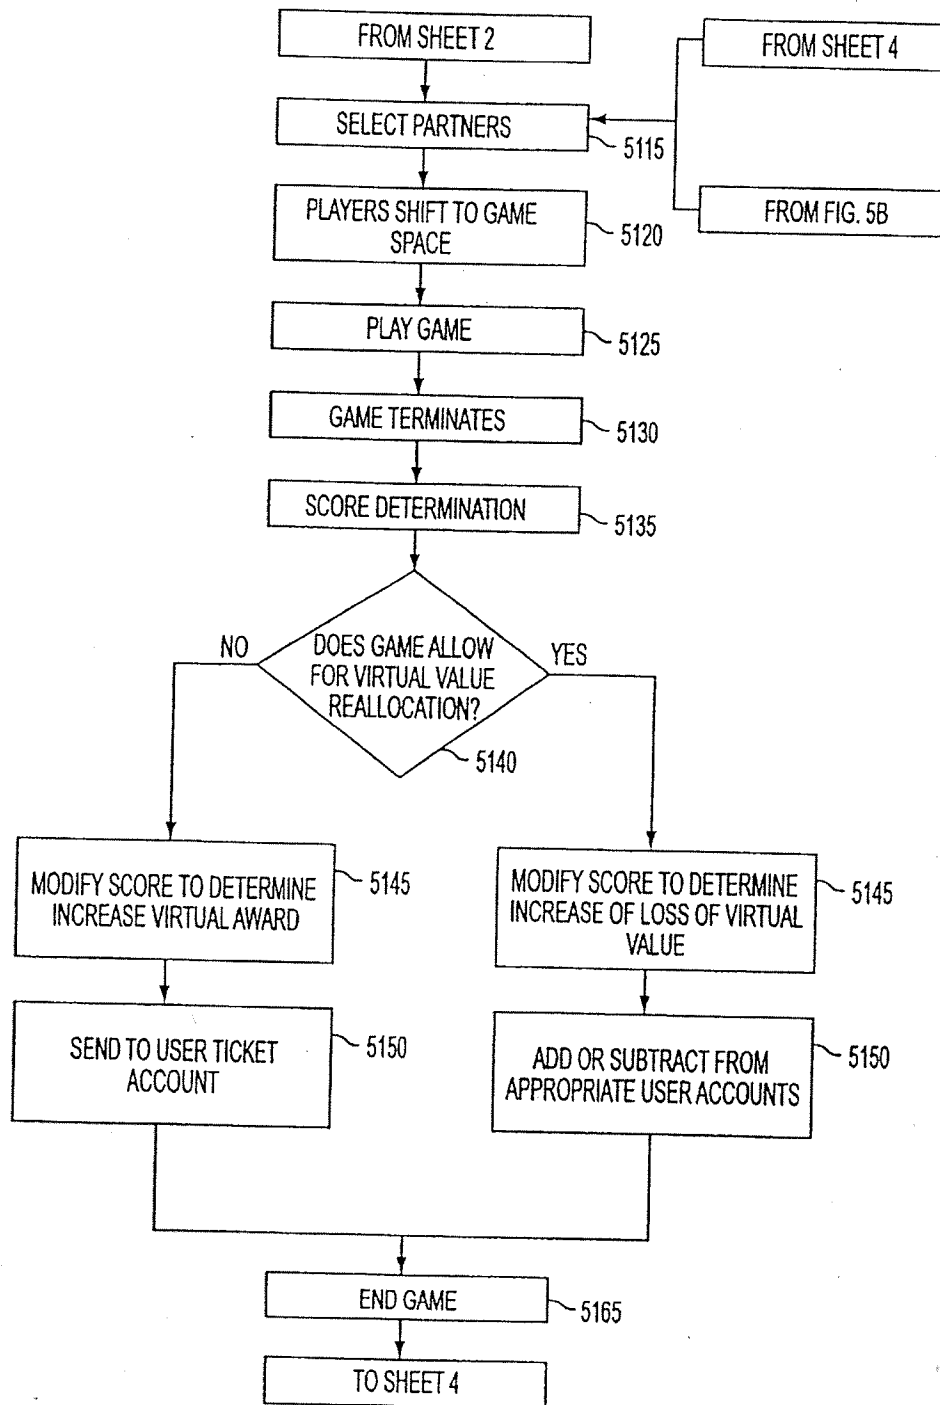 FROM SHEET 2
FROM SHEET 4
SELECT PARTNERS
5115
PLAYERS SHIFT TO GAME
SPACE
5120
FROM FIG. 5B
PLAY GAME
5125
GAME TERMINATES
5130
SCORE DETERMINATION
5135
NO
DOES GAME ALLOW
FOR VIRTUAL VALUE
REALLOCATION?
YES
5140
MODIFY SCORE TO DETERMINE
INCREASE VIRTUAL AWARD
5145
MODIFY SCORE TO DETERMINE
INCREASE OF LOSS OF VIRTUAL
VALUE
5145
SEND TO USER TICKET
ACCOUNT
5150
ADD OR SUBTRACT FROM
APPROPRIATE USER ACCOUNTS
5150
END GAME
5165
TO SHEET 4